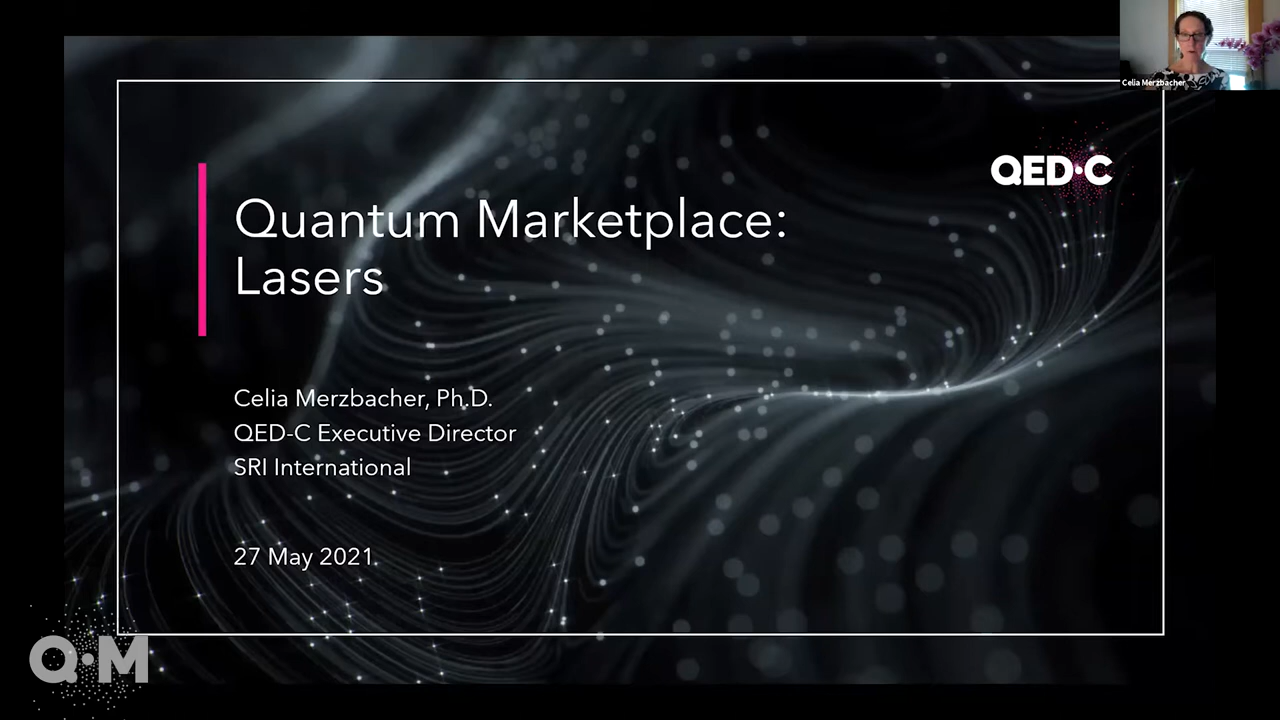 Celia Merzbacher
QED·C
Quantum Marketplace:
Lasers
Celia Merzbacher, Ph.D.
QED-C Executive Director
SRI International
27 May 2021
Q·M